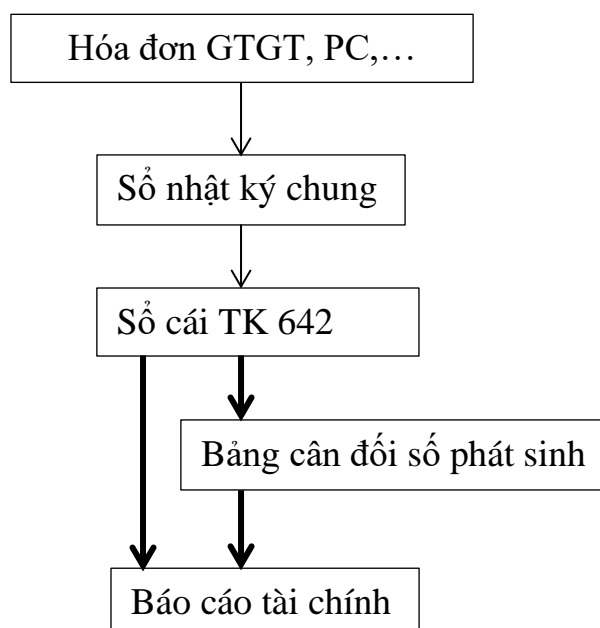 Hóa đơn GTGT, PC,…
Sổ nhật ký chung
Sổ cái TK 642
Bảng cân đối số phát sinh
Báo cáo tài chính